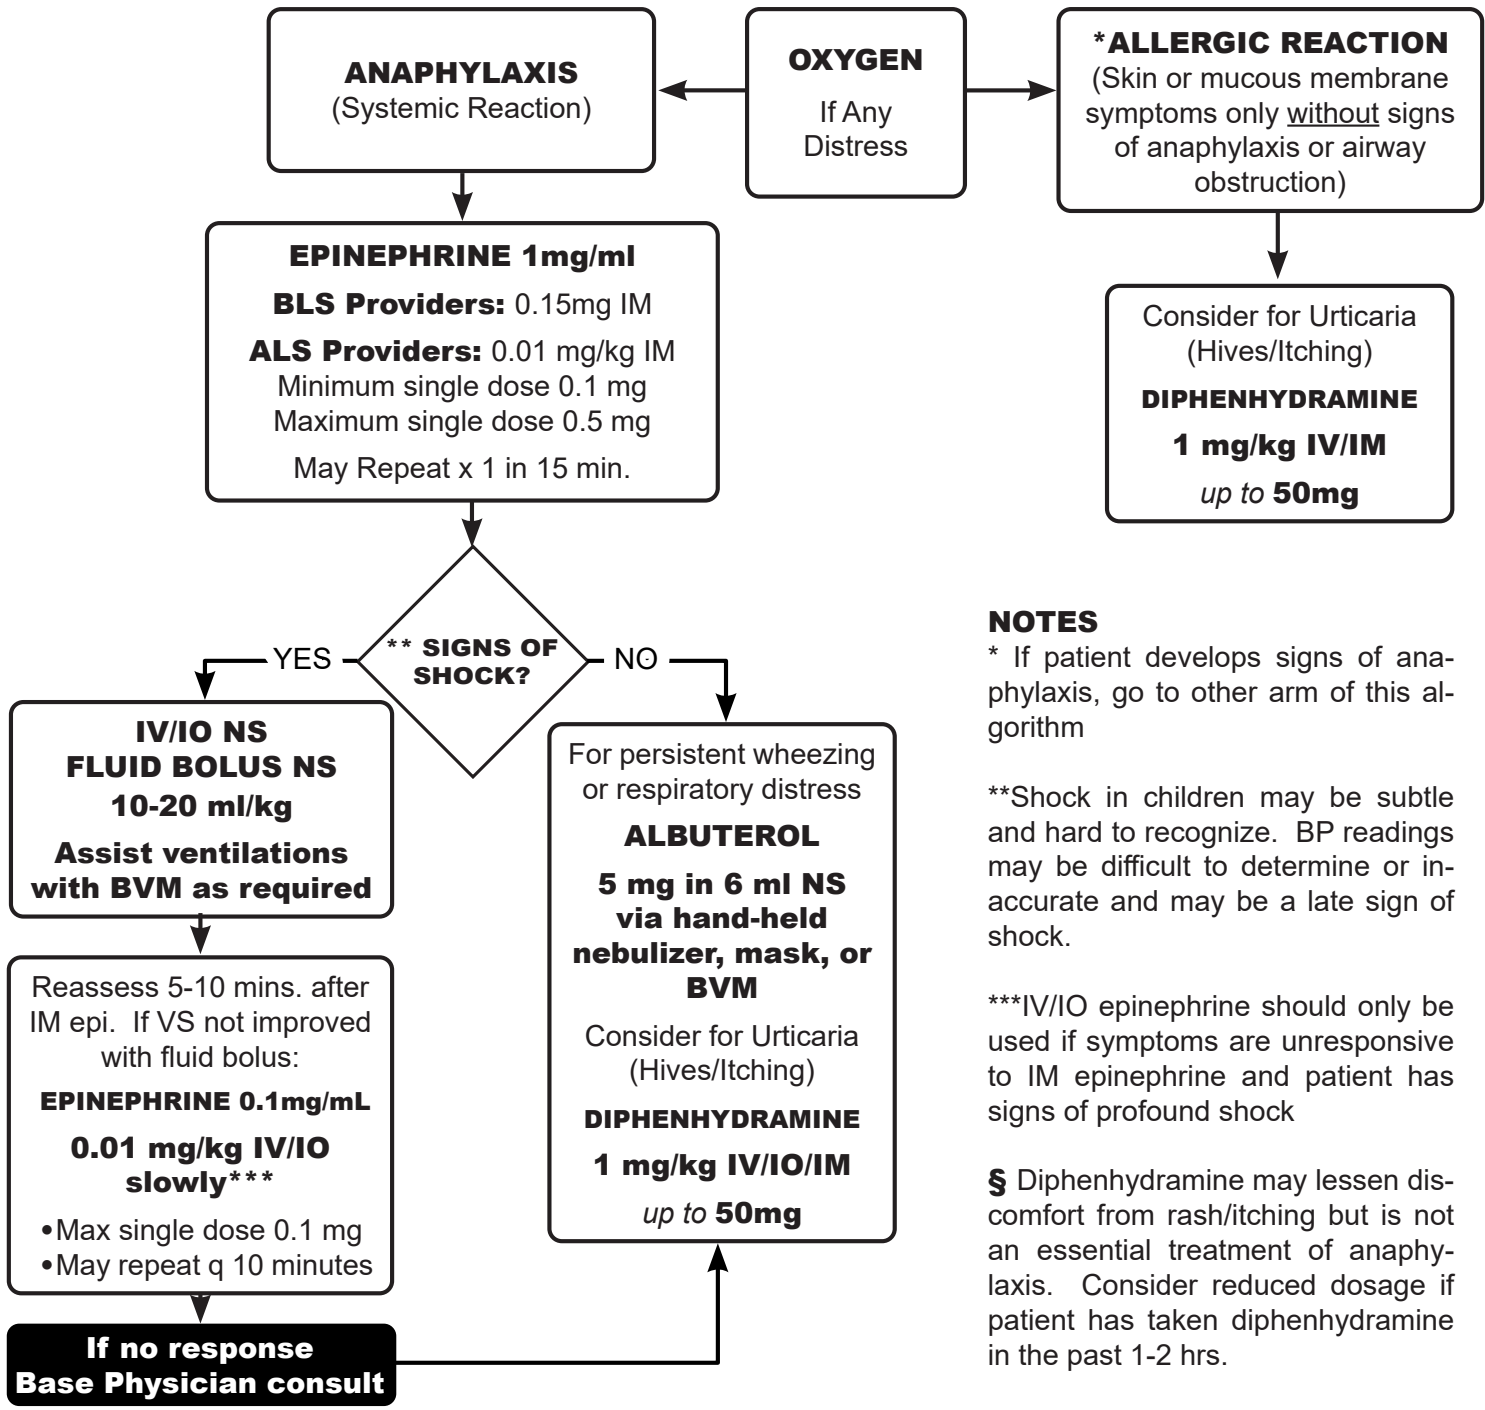 ANAPHYLAXIS
(Systemic Reaction)
OXYGEN
If Any
Distress
*ALLERGIC REACTION
(Skin or mucous membrane
symptoms only without signs
of anaphylaxis or airway
obstruction)
EPINEPHRINE 1mg/ml
BLS Providers: 0.15mg IM
ALS Providers: 0.01 mg/kg IM
Minimum single dose 0.1 mg
Maximum single dose 0.5 mg
May Repeat x 1 in 15 min.
Consider for Urticaria
(Hives/Itching)
DIPHENHYDRAMINE
1 mg/kg IV/IM
up to 50mg
** SIGNS OF
SHOCK?
YES
NO
IV/IO NS
FLUID BOLUS NS
10-20 ml/kg
Assist ventilations
with BVM as required
Reassess 5-10 mins. after
IM epi.  If VS not improved
with fluid bolus:
EPINEPHRINE 0.1mg/mL
0.01 mg/kg IV/IO
slowly***
•Max single dose 0.1 mg
•May repeat q 10 minutes
If no response
Base Physician consult
For persistent wheezing
or respiratory distress
ALBUTEROL
5 mg in 6 ml NS
via hand-held
nebulizer, mask, or
BVM
Consider for Urticaria
(Hives/Itching)
DIPHENHYDRAMINE
1 mg/kg IV/IO/IM
up to 50mg
NOTES
* If patient develops signs of ana-
phylaxis, go to other arm of this al-
gorithm
**Shock in children may be subtle
and hard to recognize.  BP readings
may be difficult to determine or in-
accurate and may be a late sign of
shock.
***IV/IO epinephrine should only be
used if symptoms are unresponsive
to IM epinephrine and patient has
signs of profound shock
§ Diphenhydramine may lessen dis-
comfort from rash/itching but is not
an essential treatment of anaphy-
laxis.  Consider reduced dosage if
patient has taken diphenhydramine
in the past 1-2 hrs.